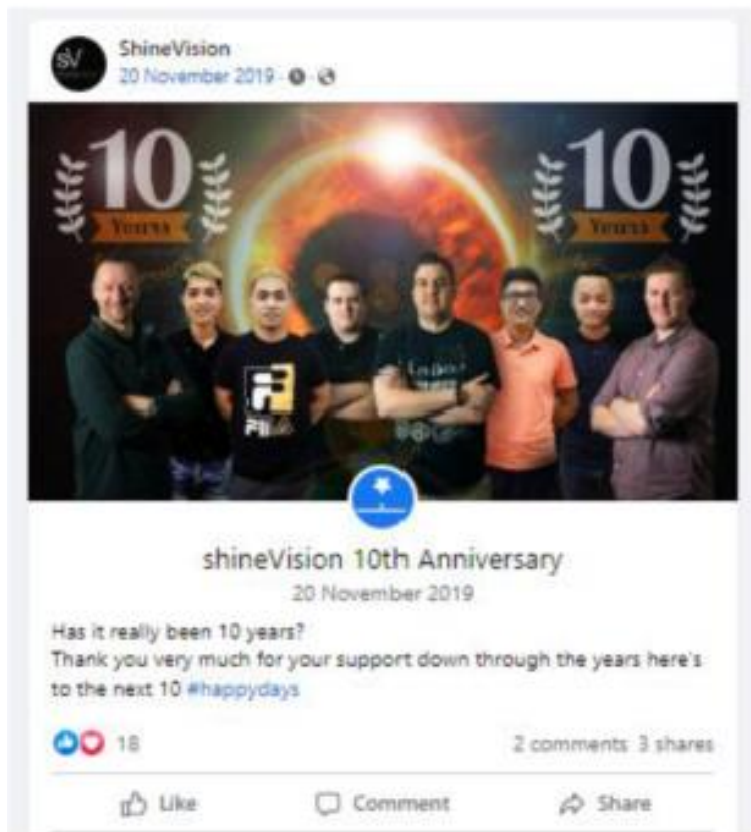 ShineVision
20 November 2019
10 10
Years Years
shineVision 10th Anniversary
20 November 2019
Has it really been 10 years?
Thank you very much for your support down through the years here's
to the next 10 #happydays
18 2 comments 3 shares
Like Comment Share